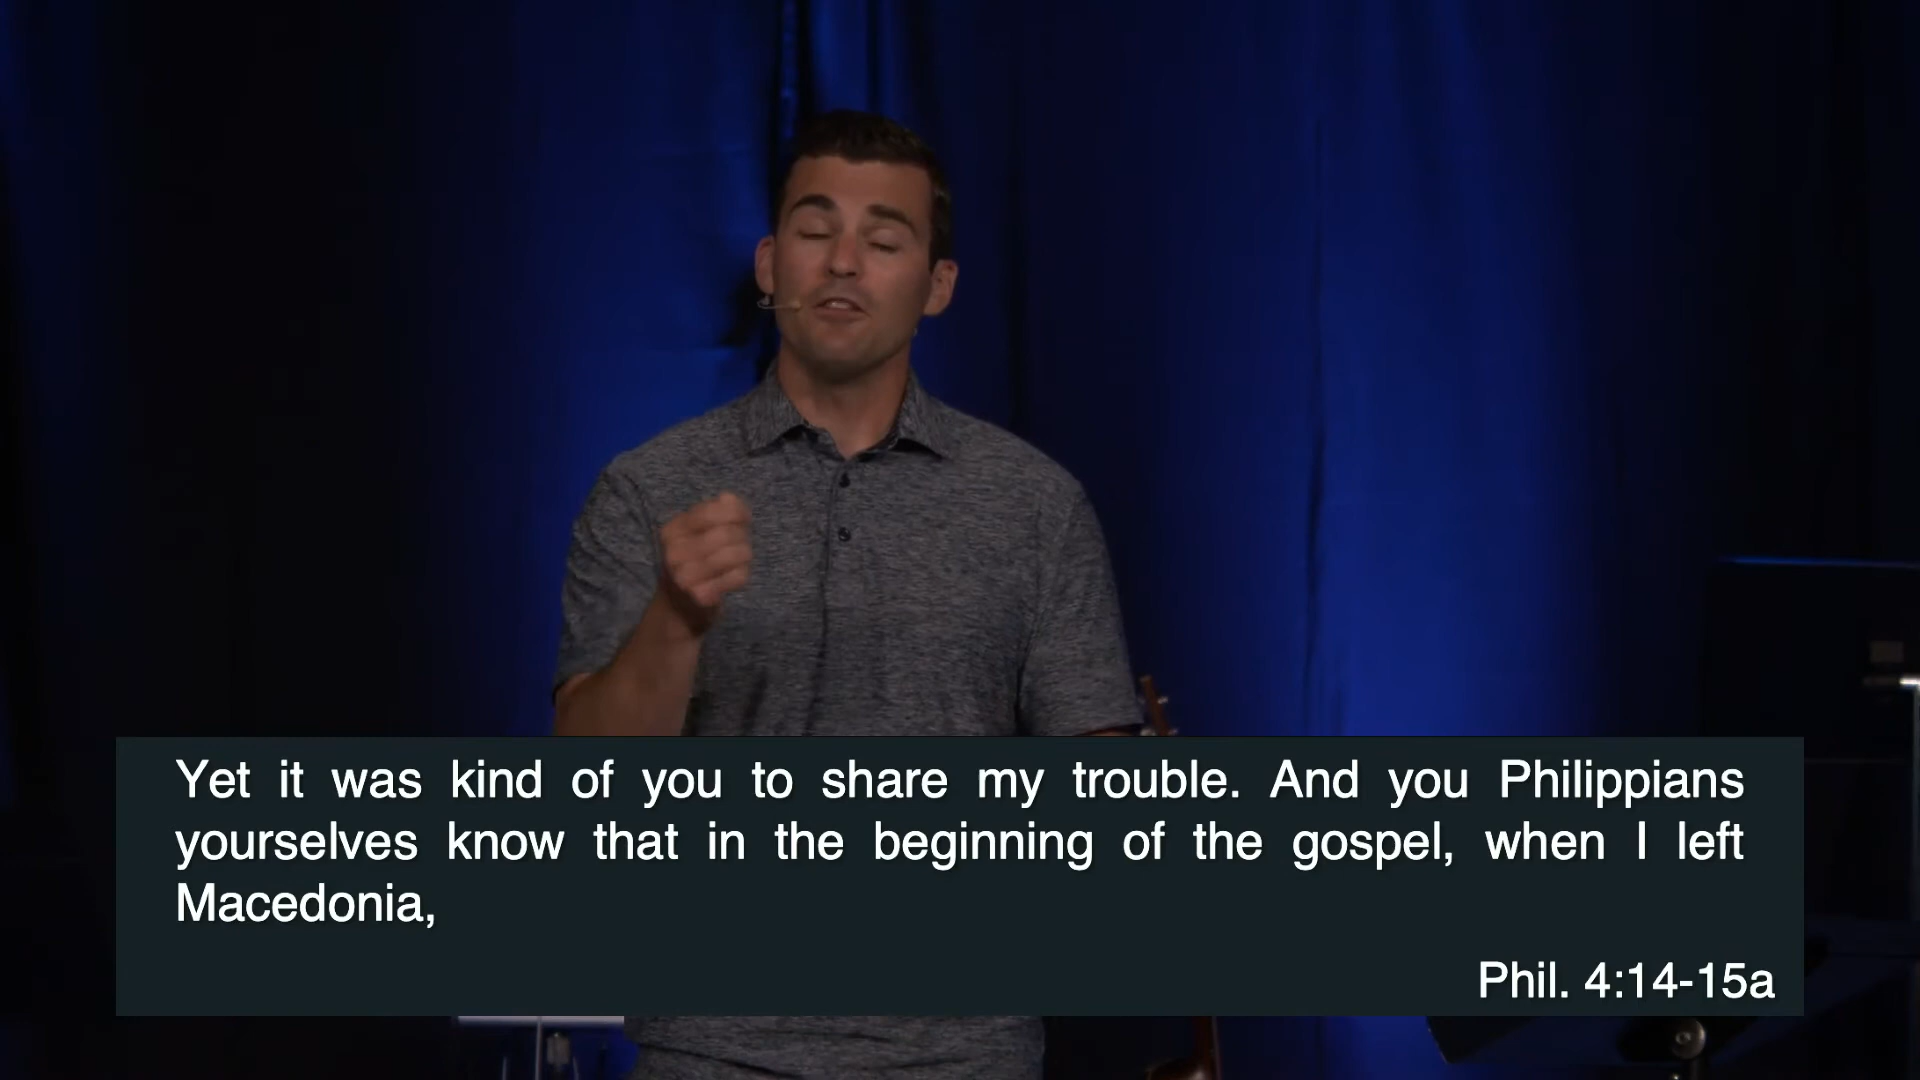 Yet it was kind of you to share my trouble. And you Philippians
yourselves know that in the beginning of the gospel, when I left
Macedonia,
Phil. 4:14-15a